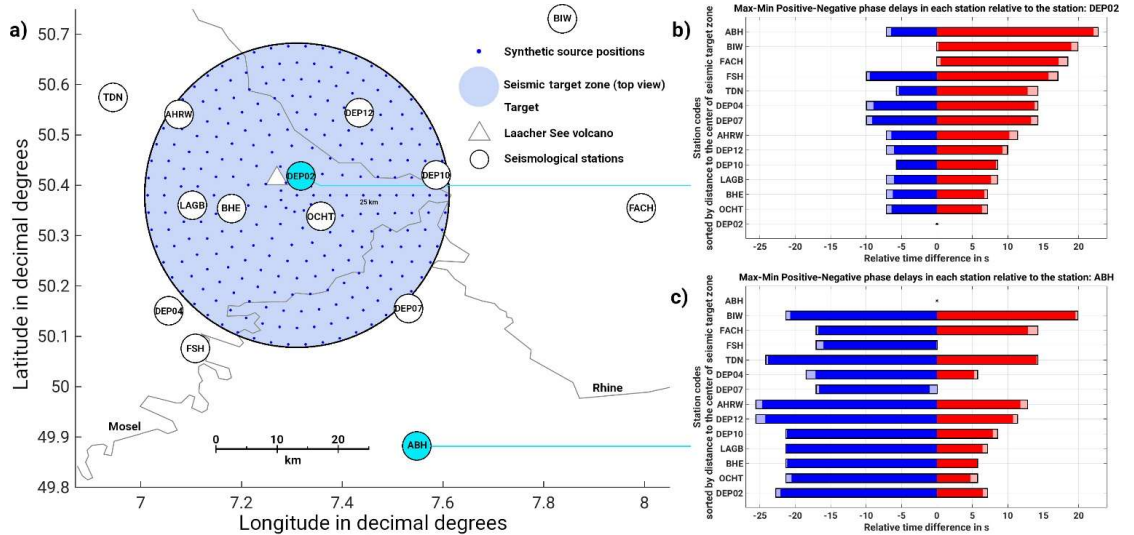 a)
50.7
50.6
50.5
50.4
50.3
50.2
50.1
50
49.9
49.8
Latitude in decimal degrees
7
7.2
7.4
7.6
7.8
8
Longitude in decimal degrees
BIW
TDN
AHRW
DEP12
DEP02
DEP10
LAGB
BHE
OCHT
25 km
FACH
DEP04
DEP07
FSH
ABH
Mosel
Rhine
0
10
20
km
Synthetic source positions
Seismic target zone (top view)
Target
Laacher See volcano
Seismological stations
b)
Max-Min Positive-Negative phase delays in each station relative to the station: DEP02
Station codes
sorted by distance to the center of seismic target zone
ABH
BIW
FACH
FSH
TDN
DEP04
DEP07
AHRW
DEP12
DEP10
LAGB
BHE
OCHT
DEP02
-25 -20 -15 -10 -5 0 5 10 15 20
Relative time difference in s
c)
Max-Min Positive-Negative phase delays in each station relative to the station: ABH
Station codes
sorted by distance to the center of seismic target zone
ABH
BIW
FACH
FSH
TDN
DEP04
DEP07
AHRW
DEP12
DEP10
LAGB
BHE
OCHT
DEP02
-25 -20 -15 -10 -5 0 5 10 15 20
Relative time difference in s